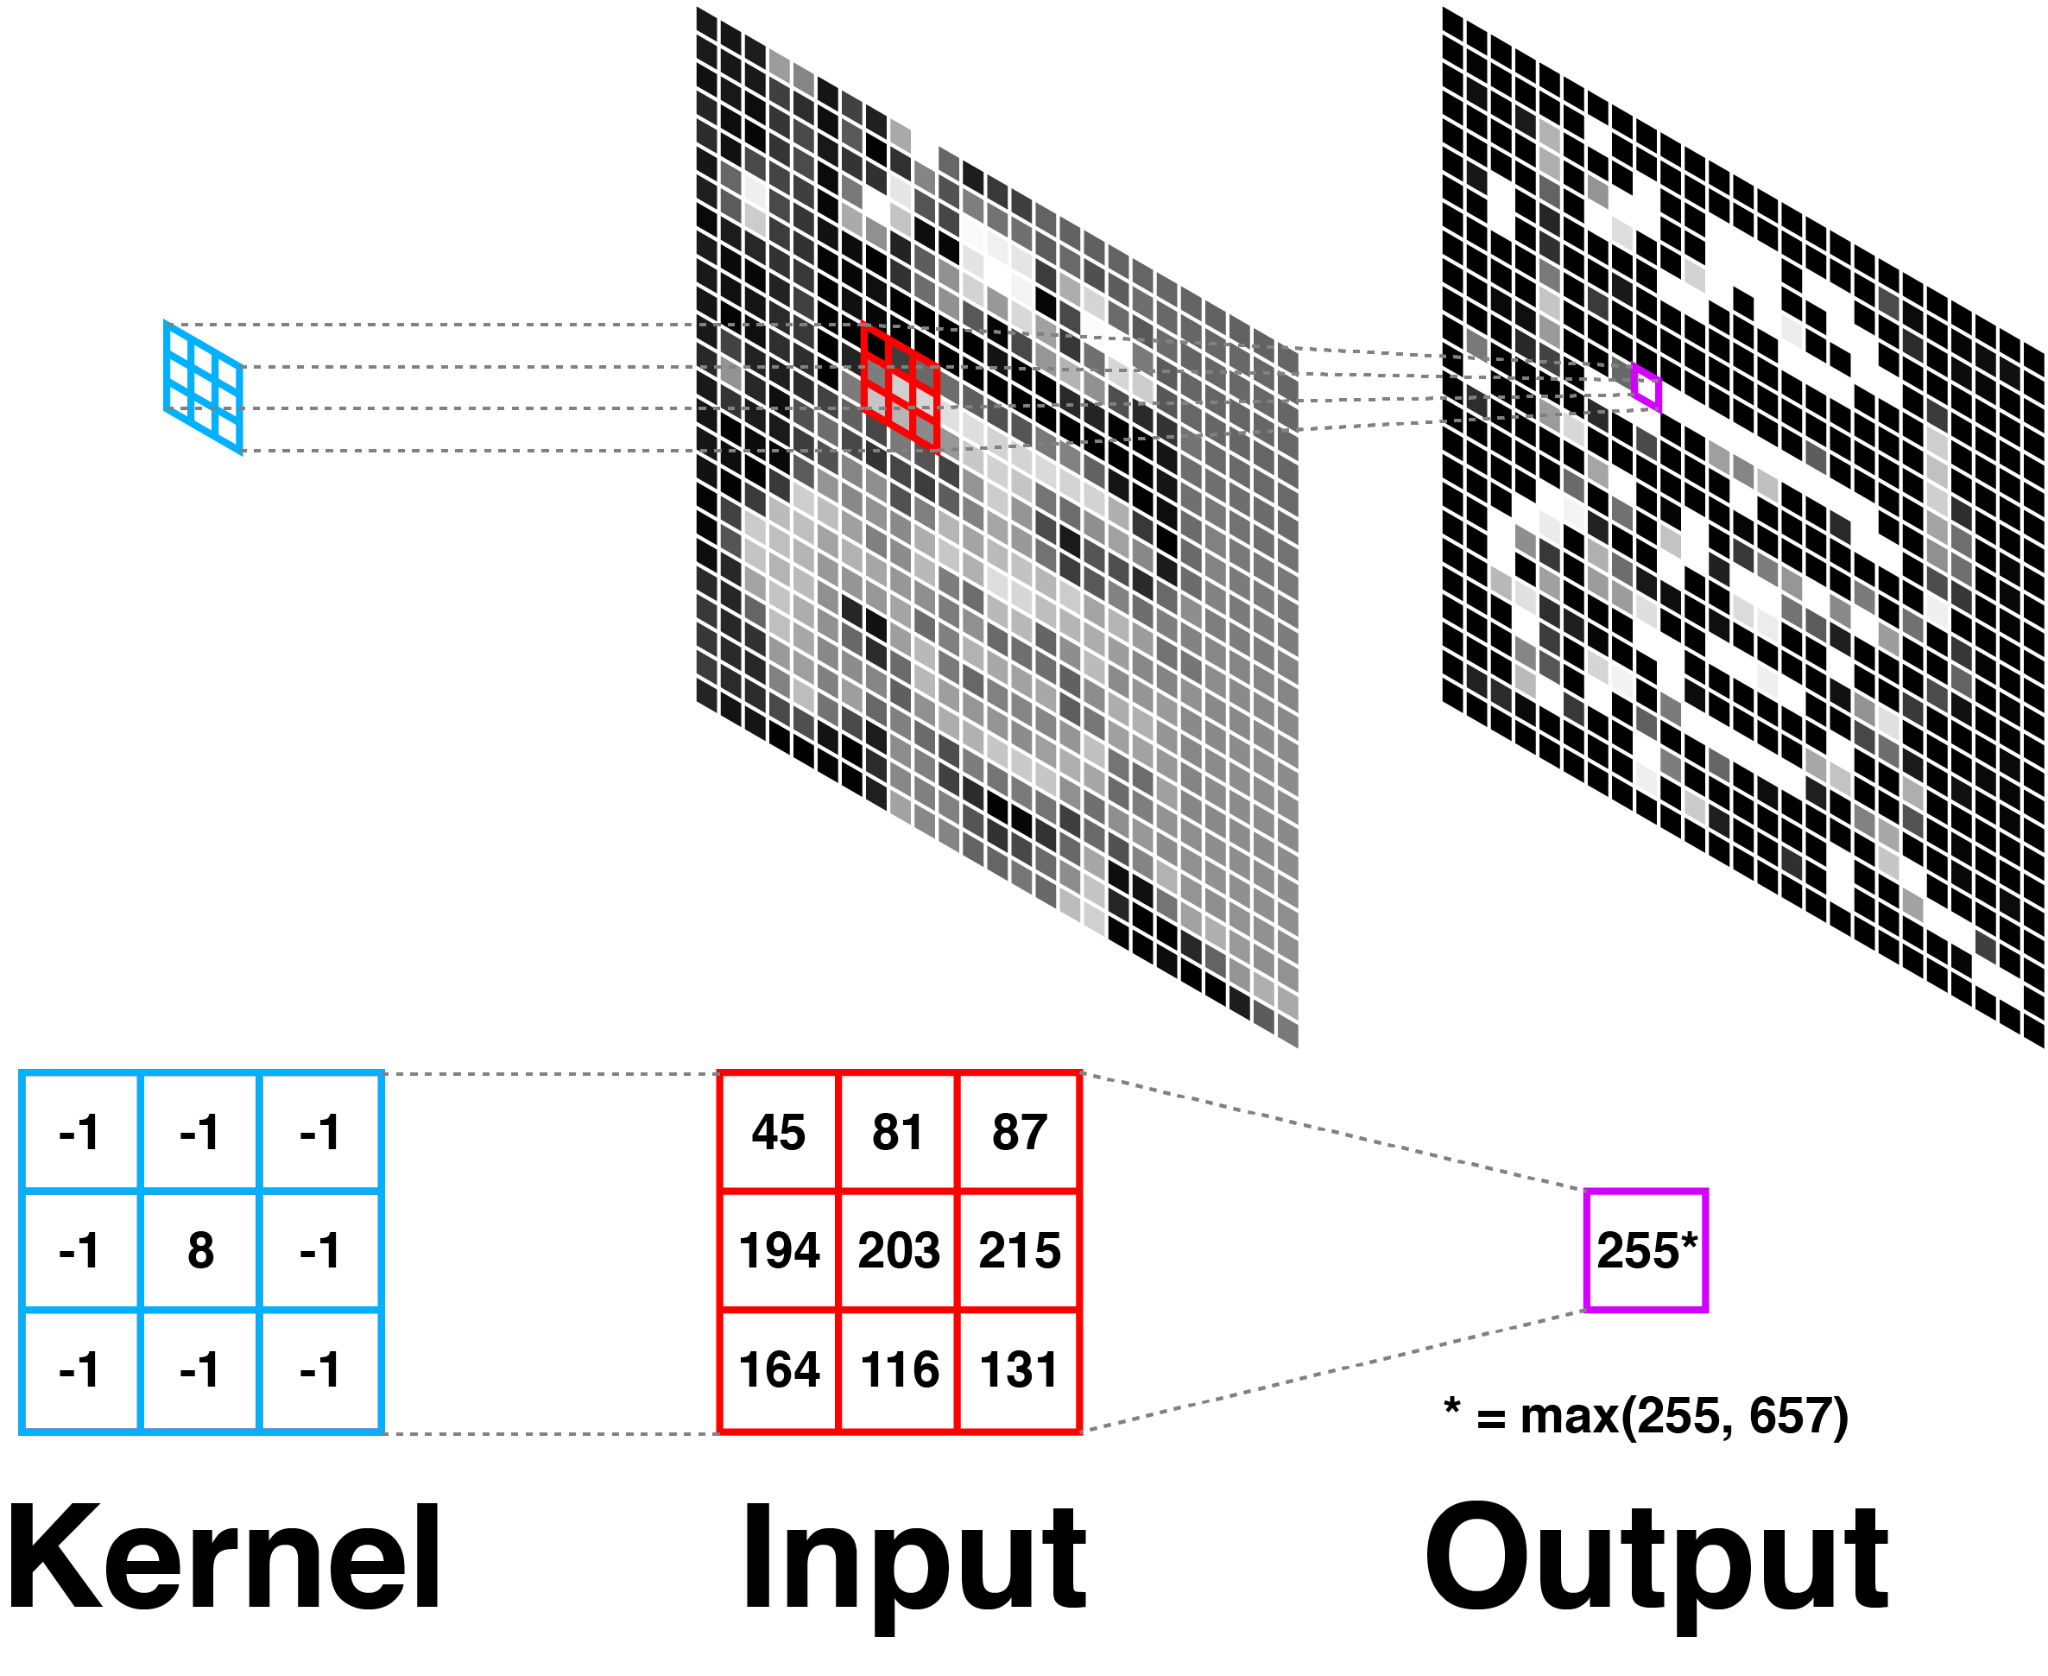 -1 -1 -1 45 81 87
-1 8 -1 194 203 215 255*
-1 -1 -1 164 116 131
* = max(255, 657)
Kernel Input Output